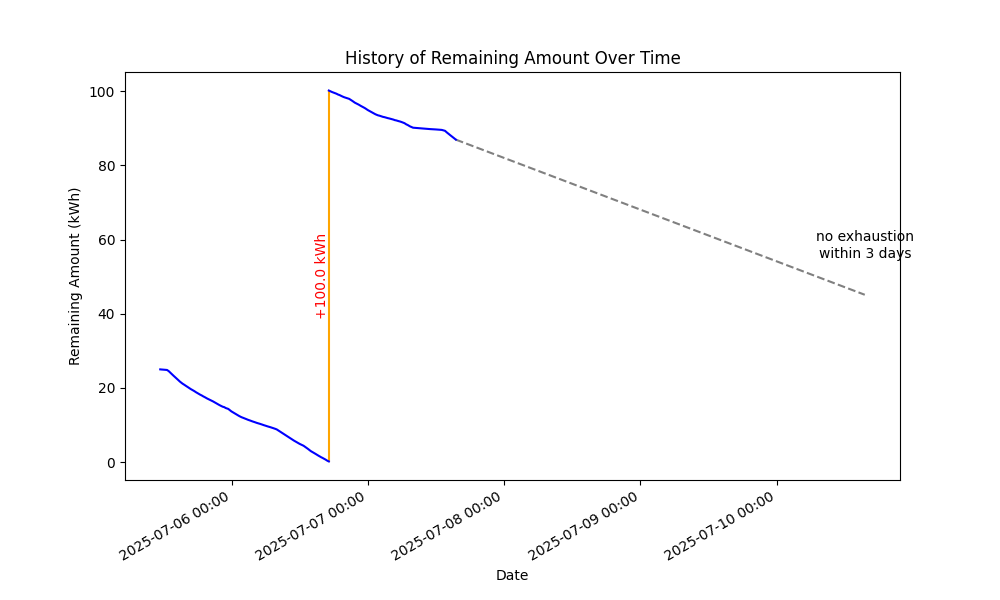 History of Remaining Amount Over Time
Remaining Amount (kWh)
100
80
60
40
20
0
+100.0 kWh
no exhaustion
within 3 days
2025-07-06 00:00
2025-07-07 00:00
2025-07-08 00:00
2025-07-09 00:00
2025-07-10 00:00
Date